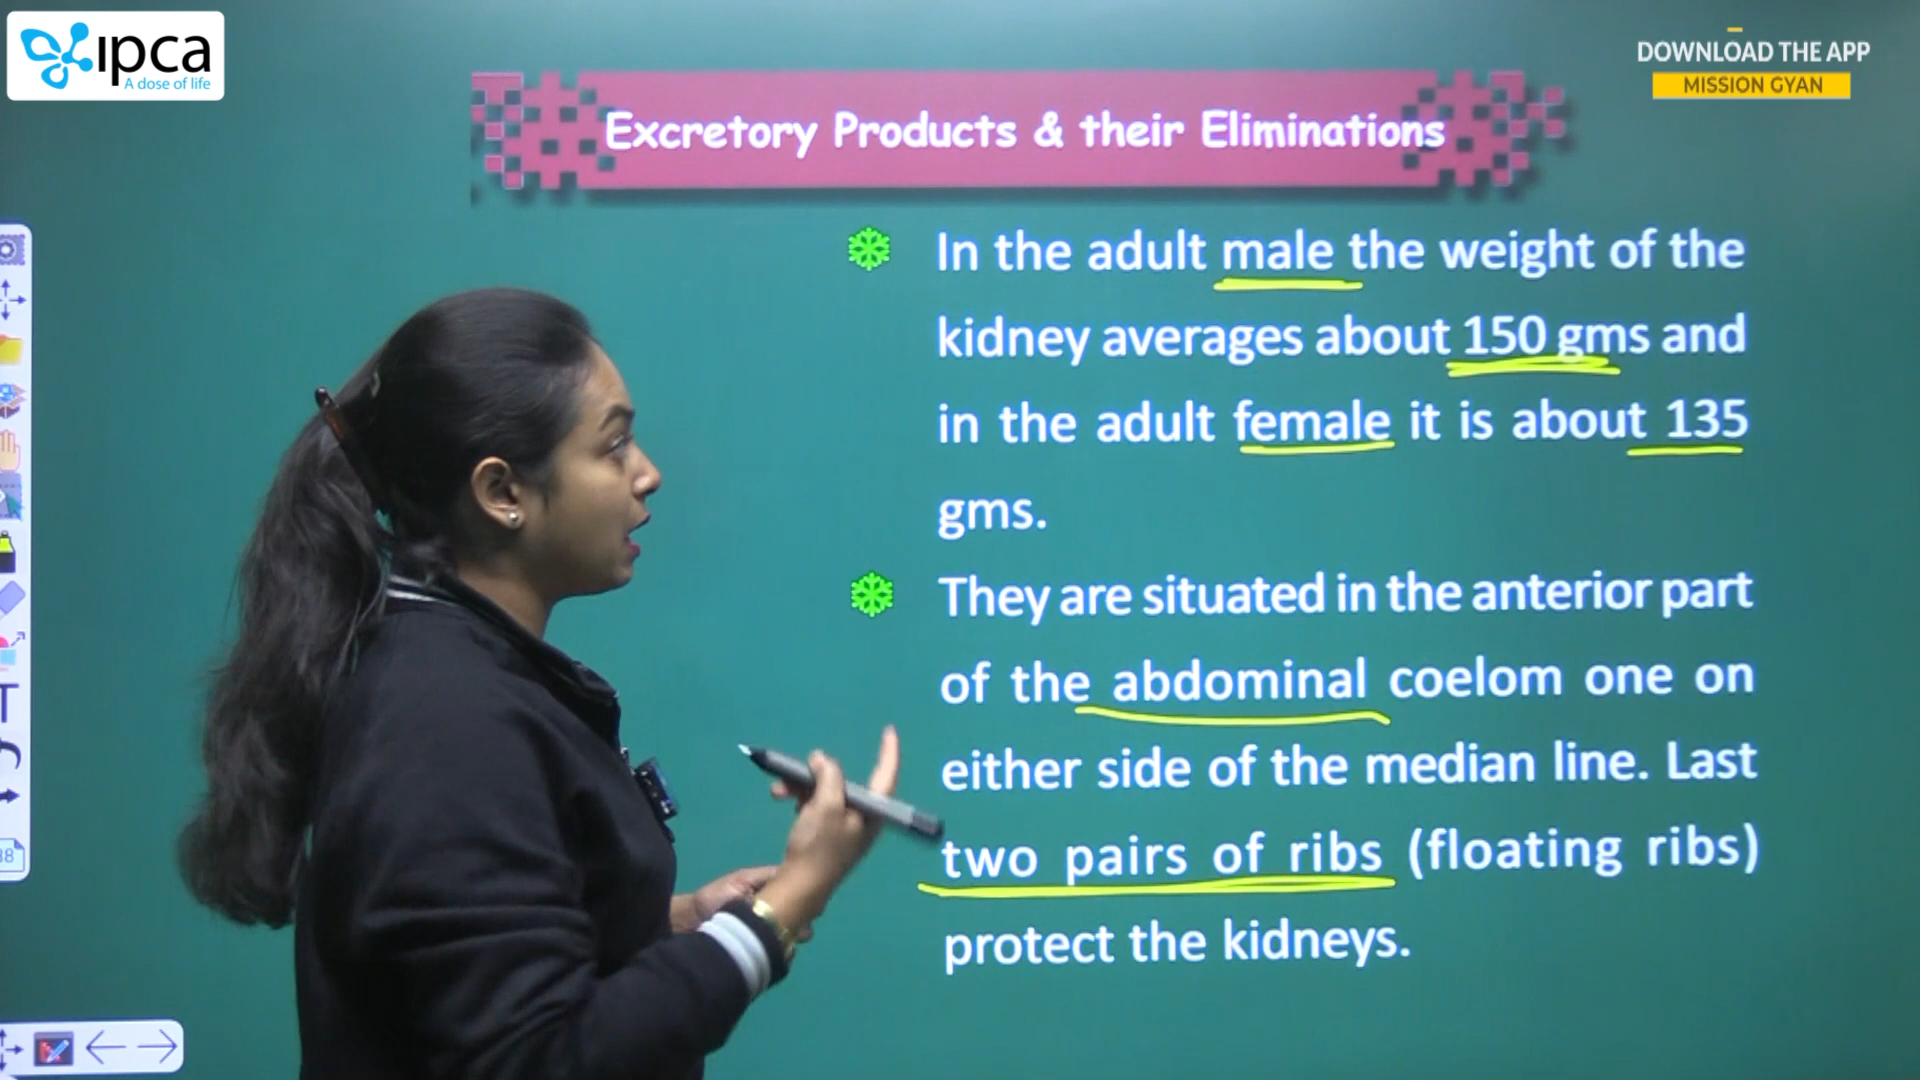 ipca
A dose of life
DOWNLOAD THE APP
MISSION GYAN
Excretory Products & their Eliminations
In the adult male the weight of the
kidney averages about 150 gms and
in the adult female it is about 135
gms.
They are situated in the anterior part
of the abdominal coelom one on
either side of the median line. Last
two pairs of ribs (floating ribs)
protect the kidneys.
T